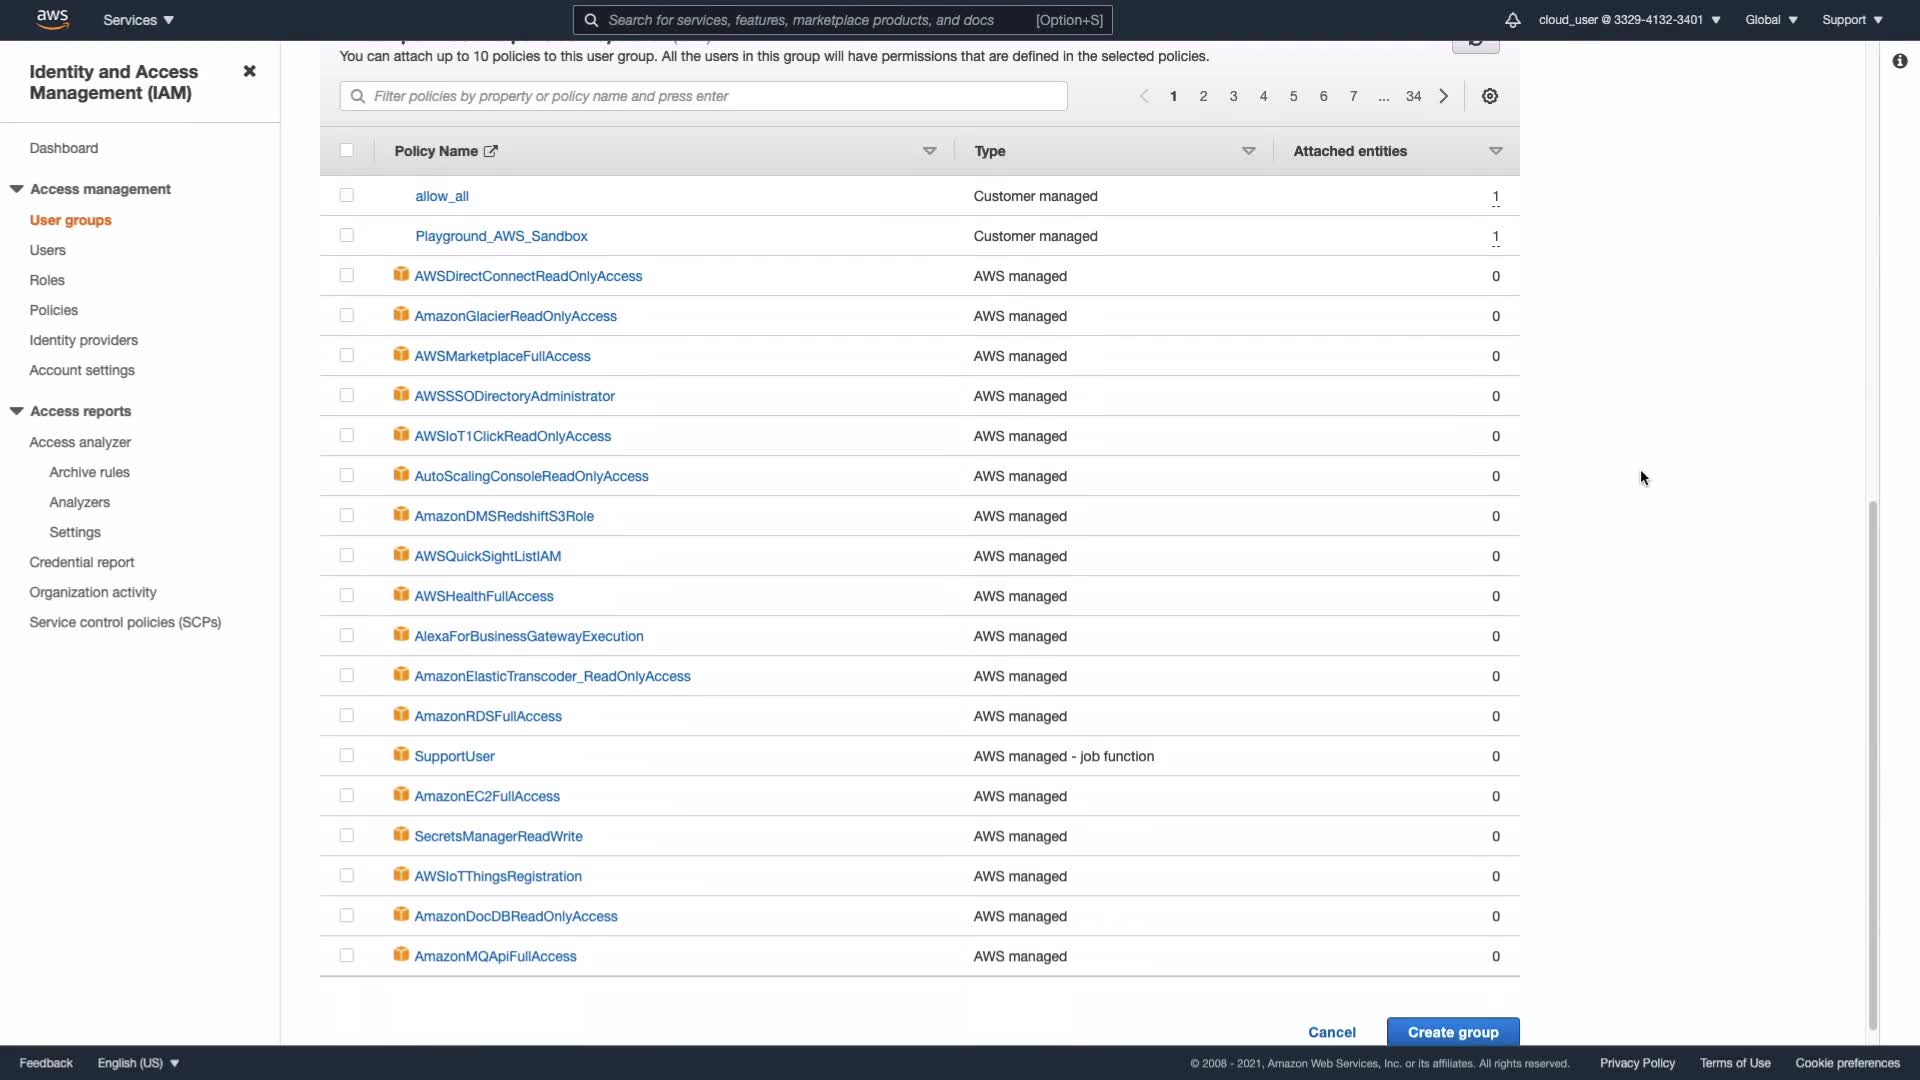 aws
Services
Search for services, features, marketplace products, and docs [Option+S]
cloud_user @ 3329-4132-3401
Global
Support
Identity and Access
Management (IAM)
Dashboard
Access management
User groups
Users
Roles
Policies
Identity providers
Account settings
Access reports
Access analyzer
Archive rules
Analyzers
Settings
Credential report
Organization activity
Service control policies (SCPs)
You can attach up to 10 policies to this user group. All the users in this group will have permissions that are defined in the selected policies.
Filter policies by property or policy name and press enter
1 2 3 4 5 6 7 ... 34
Policy Name Type Attached entities
allow_all Customer managed 1
Playground_AWS_Sandbox Customer managed 1
AWSDirectConnectReadOnlyAccess AWS managed 0
AmazonGlacierReadOnlyAccess AWS managed 0
AWSMarketplaceFullAccess AWS managed 0
AWSSSODirectoryAdministrator AWS managed 0
AWSIoT1ClickReadOnlyAccess AWS managed 0
AutoScalingConsoleReadOnlyAccess AWS managed 0
AmazonDMSRedshiftS3Role AWS managed 0
AWSQuickSightListIAM AWS managed 0
AWSHealthFullAccess AWS managed 0
AlexaForBusinessGatewayExecution AWS managed 0
AmazonElasticTranscoder_ReadOnlyAccess AWS managed 0
AmazonRDSFullAccess AWS managed 0
SupportUser AWS managed - job function 0
AmazonEC2FullAccess AWS managed 0
SecretsManagerReadWrite AWS managed 0
AWSIoTThingsRegistration AWS managed 0
AmazonDocDBReadOnlyAccess AWS managed 0
AmazonMQApiFullAccess AWS managed 0
Cancel Create group
Feedback English (US)
© 2008 - 2021, Amazon Web Services, Inc. or its affiliates. All rights reserved. Privacy Policy Terms of Use Cookie preferences